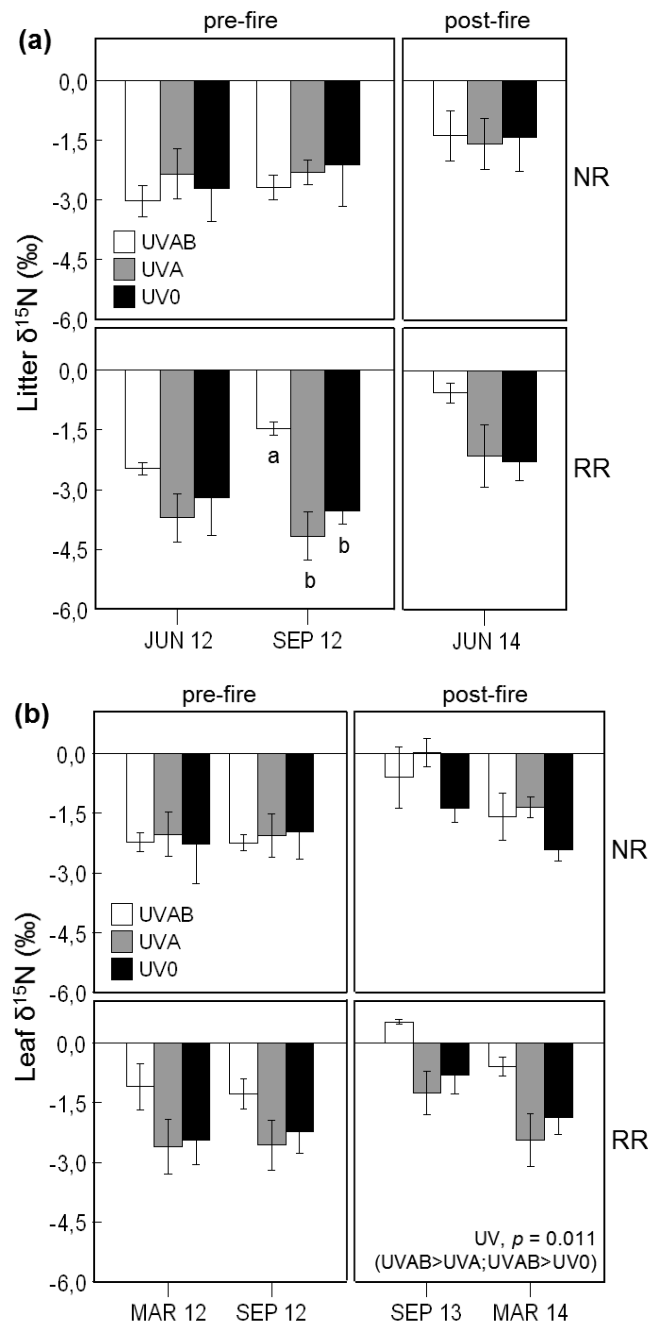 (a)
pre-fire post-fire
0,0
-1,5
-3,0
-4,5
-6,0
UVAB
UVA
UV0
NR
0,0
-1,5
-3,0
-4,5
-6,0
a
b
b
RR
Litter δ¹⁵N (‰)
JUN 12 SEP 12 JUN 14
(b)
pre-fire post-fire
0,0
-1,5
-3,0
-4,5
-6,0
UVAB
UVA
UV0
NR
0,0
-1,5
-3,0
-4,5
-6,0
RR
UV, p = 0.011
(UVAB>UVA;UVAB>UV0)
Leaf δ¹⁵N (‰)
MAR 12 SEP 12 SEP 13 MAR 14